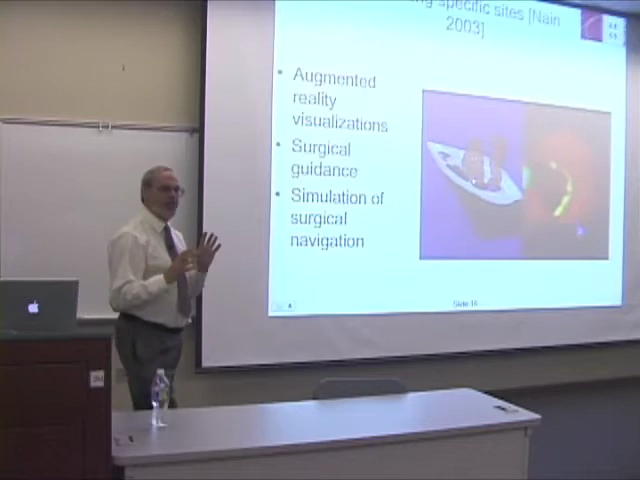 specific sites [Nain
2003]
• Augmented
reality
visualizations
• Surgical
guidance
• Simulation of
surgical
navigation
Slide 16